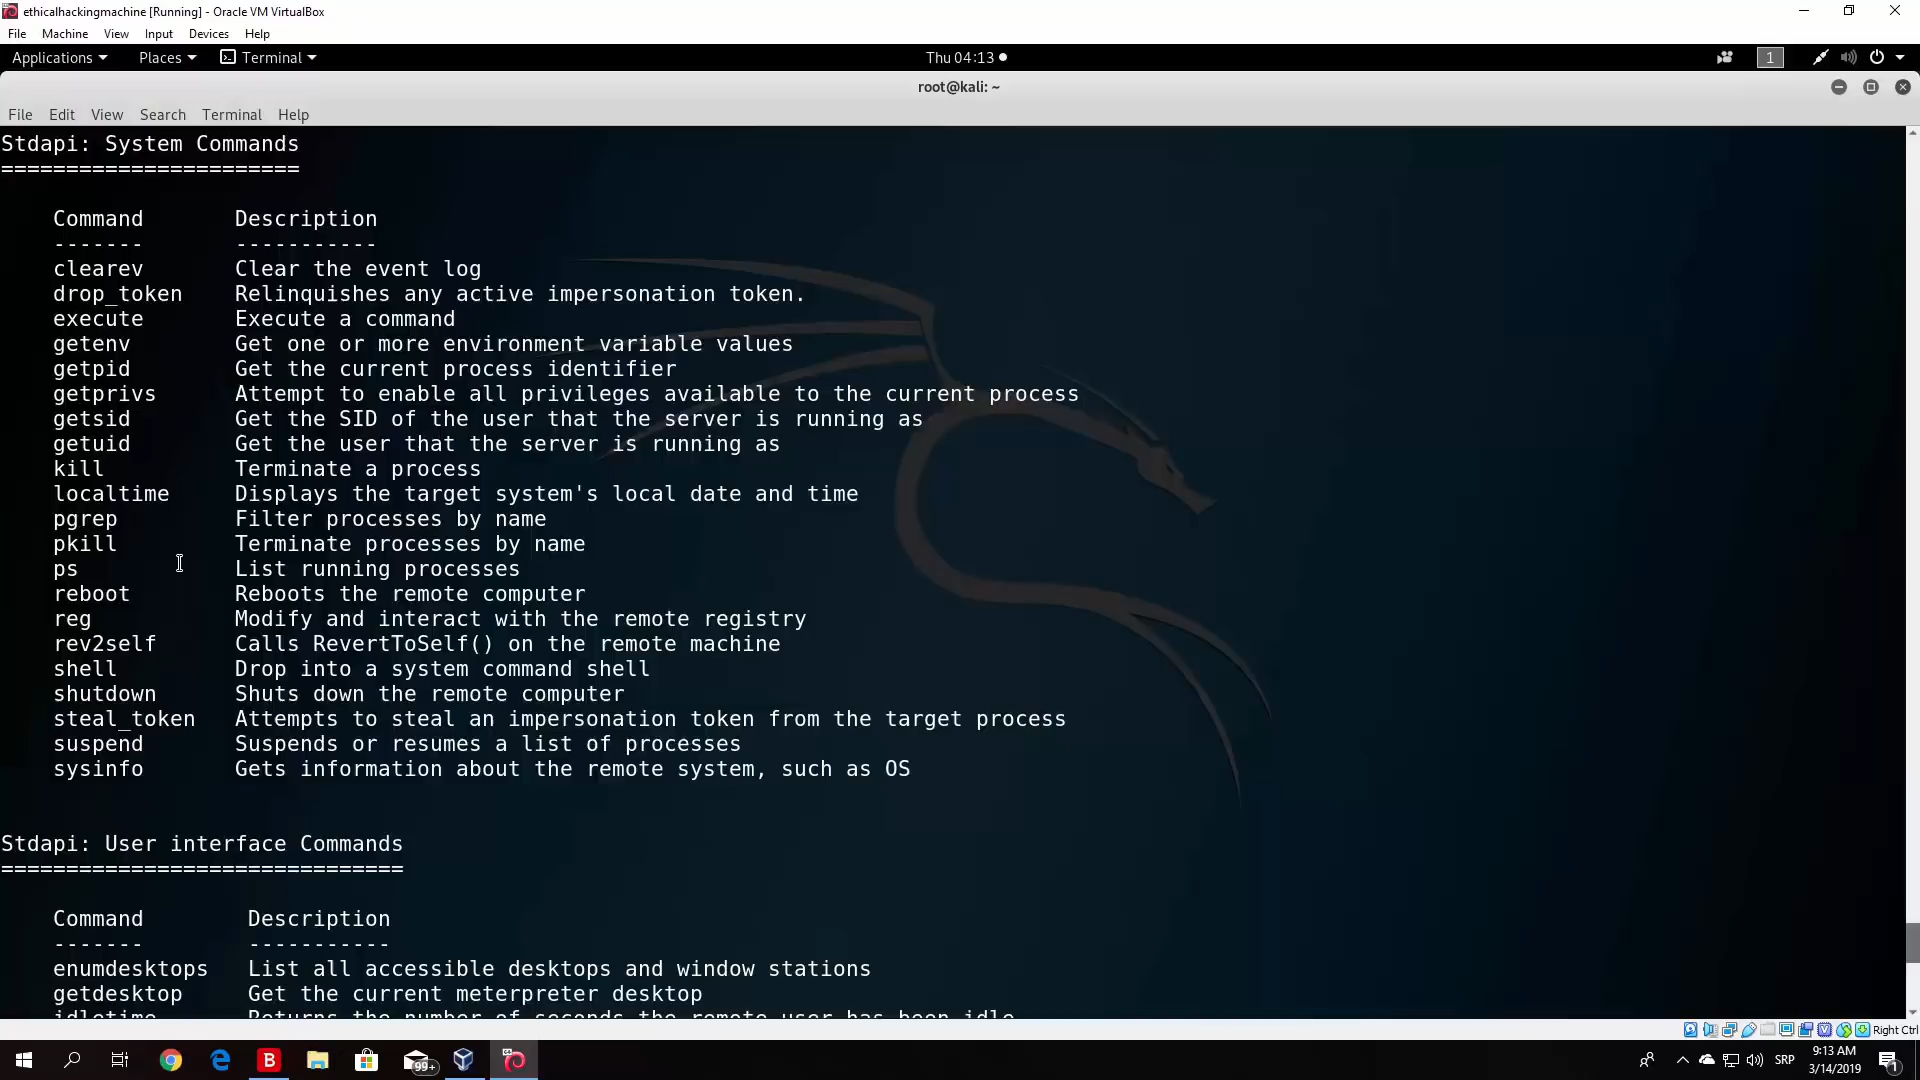 ethicalhackingmachine [Running] - Oracle VM VirtualBox
File Machine View Input Devices Help
Applications Places Terminal Thu 04:13 1
root@kali: ~
File Edit View Search Terminal Help
Stdapi: System Commands
=======================
Command Description
------- -----------
clearev Clear the event log
drop_token Relinquishes any active impersonation token.
execute Execute a command
getenv Get one or more environment variable values
getpid Get the current process identifier
getprivs Attempt to enable all privileges available to the current process
getsid Get the SID of the user that the server is running as
getuid Get the user that the server is running as
kill Terminate a process
localtime Displays the target system's local date and time
pgrep Filter processes by name
pkill Terminate processes by name
ps List running processes
reboot Reboots the remote computer
reg Modify and interact with the remote registry
rev2self Calls RevertToSelf() on the remote machine
shell Drop into a system command shell
shutdown Shuts down the remote computer
steal_token Attempts to steal an impersonation token from the target process
suspend Suspends or resumes a list of processes
sysinfo Gets information about the remote system, such as OS
Stdapi: User interface Commands
===============================
Command Description
------- -----------
enumdesktops List all accessible desktops and window stations
getdesktop Get the current meterpreter desktop
idletime Returns the number of seconds the remote user has been idle
Right Ctrl
B 99+ SRP 9:13 AM
3/14/2019 1